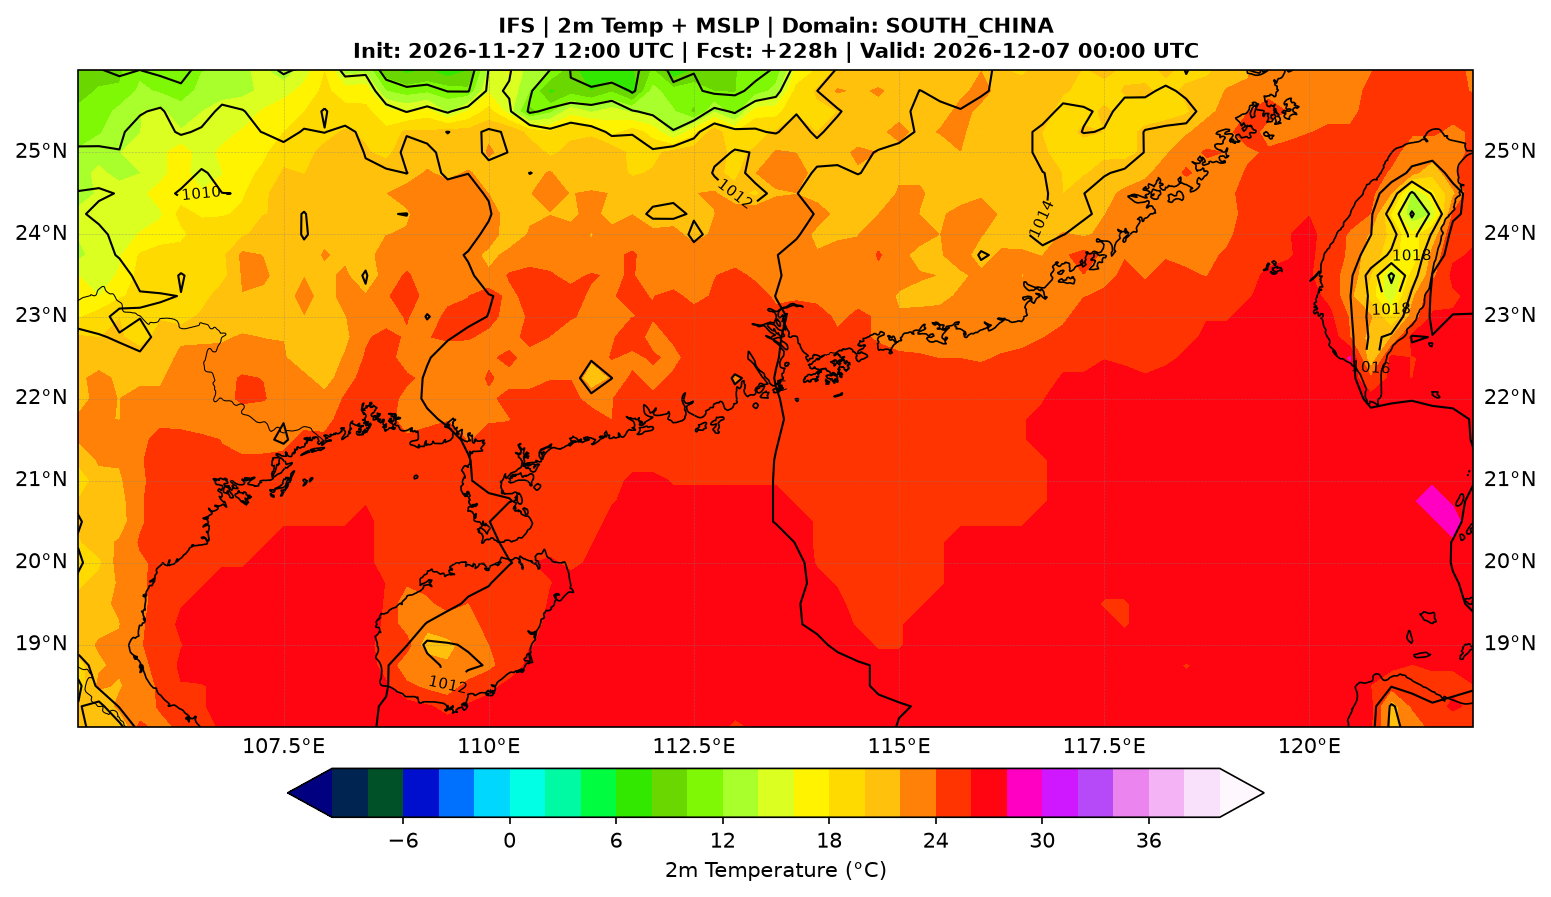 IFS | 2m Temp + MSLP | Domain: SOUTH_CHINA
Init: 2026-11-27 12:00 UTC | Fcst: +228h | Valid: 2026-12-07 00:00 UTC
25°N 25°N
1010 1012
1014
24°N 24°N
1018
23°N 1018 23°N
1016
22°N 22°N
21°N 21°N
20°N 20°N
19°N 19°N
1012
107.5°E 110°E 112.5°E 115°E 117.5°E 120°E
−6 0 6 12 18 24 30 36
2m Temperature (°C)